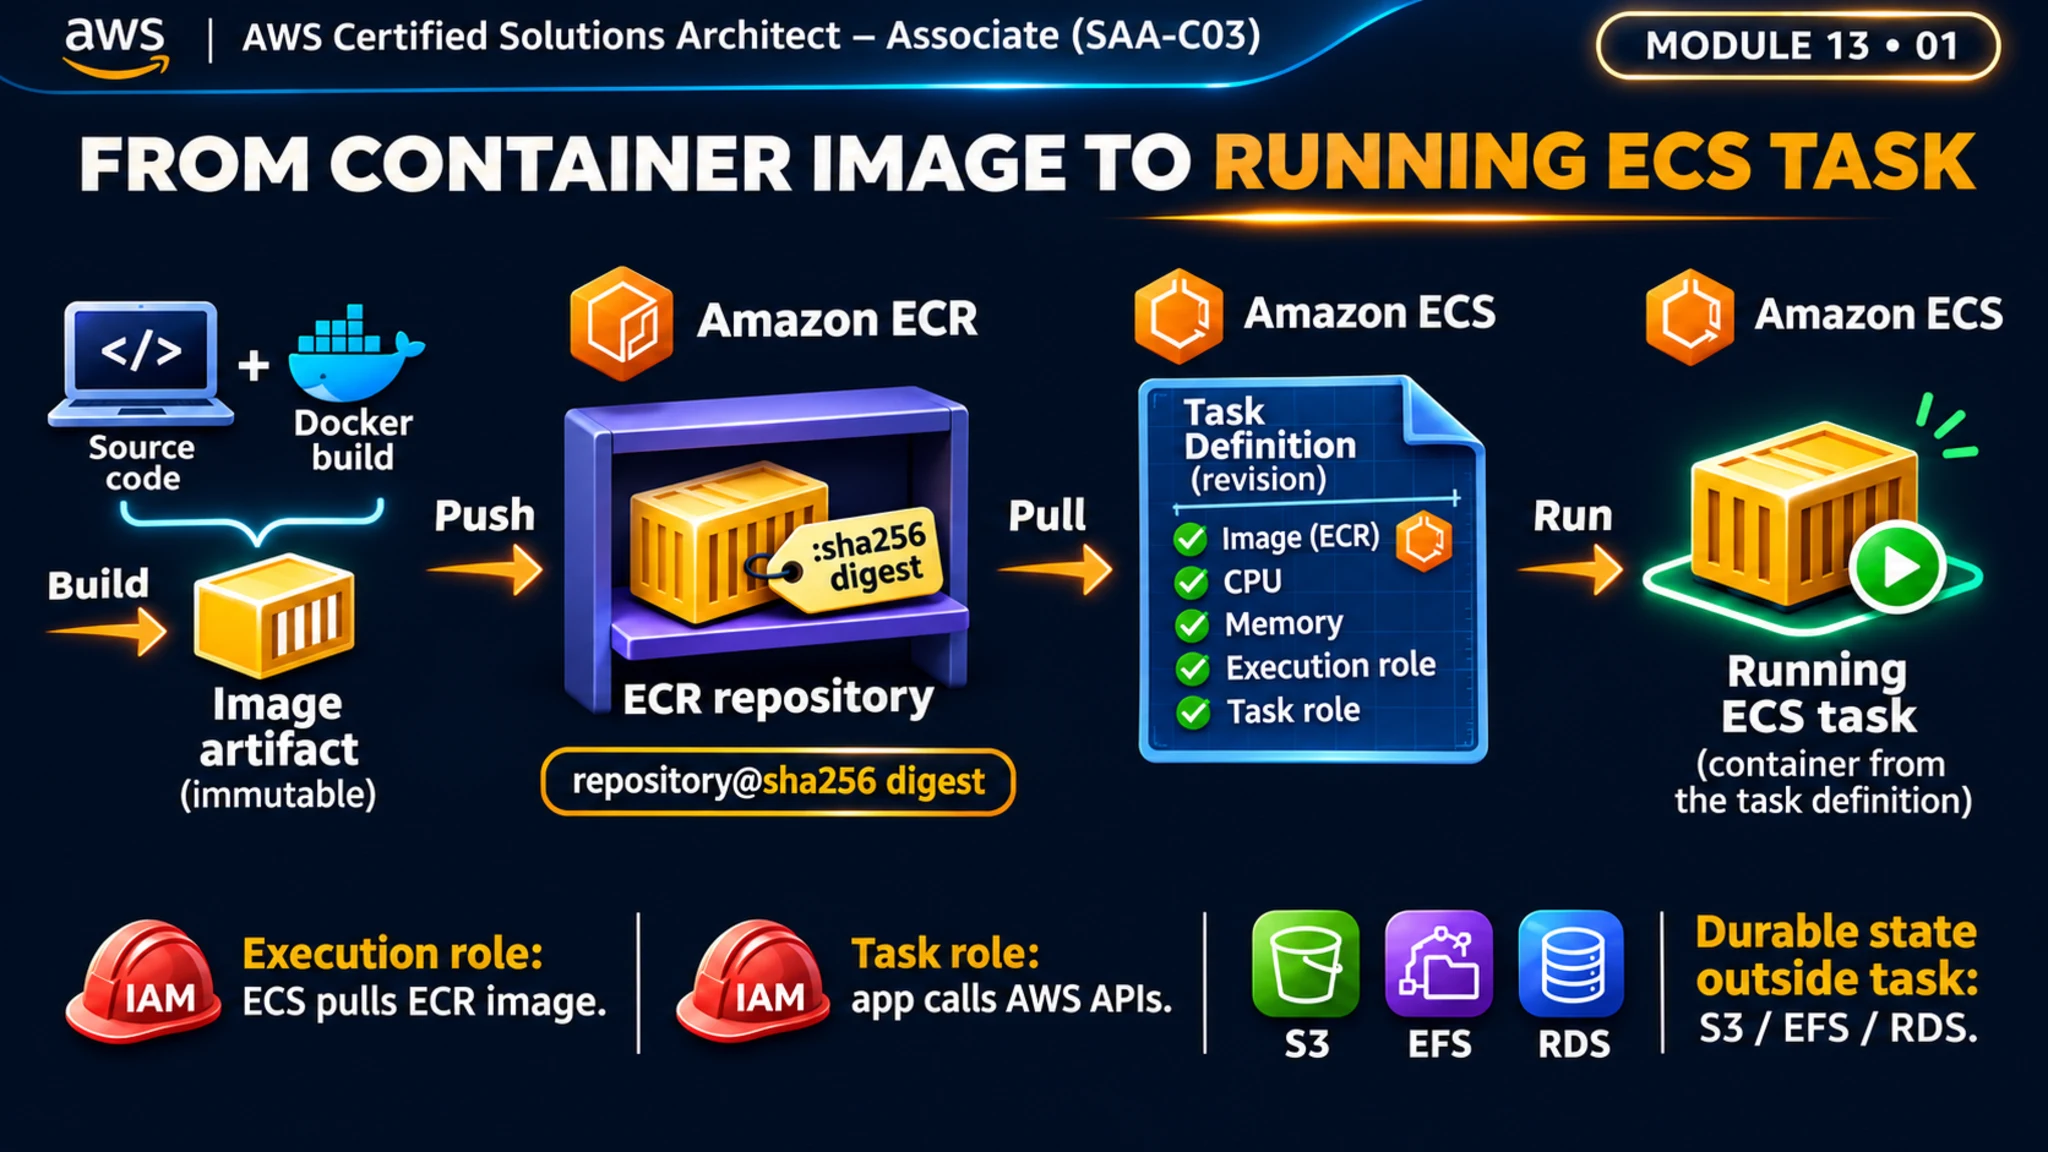 aws
AWS Certified Solutions Architect – Associate (SAA-C03)
MODULE 13 • 01
FROM CONTAINER IMAGE TO RUNNING ECS TASK
</>
+
Source
code
Docker
build
Build
Image
artifact
(immutable)
Push
Amazon ECR
:sha256
digest
ECR repository
repository@sha256 digest
Pull
Amazon ECS
Task
Definition
(revision)
Image (ECR)
CPU
Memory
Execution role
Task role
Run
Amazon ECS
Running
ECS task
(container from
the task definition)
IAM
Execution role:
ECS pulls ECR image.
IAM
Task role:
app calls AWS APIs.
S3
EFS
RDS
Durable state
outside task:
S3 / EFS / RDS.